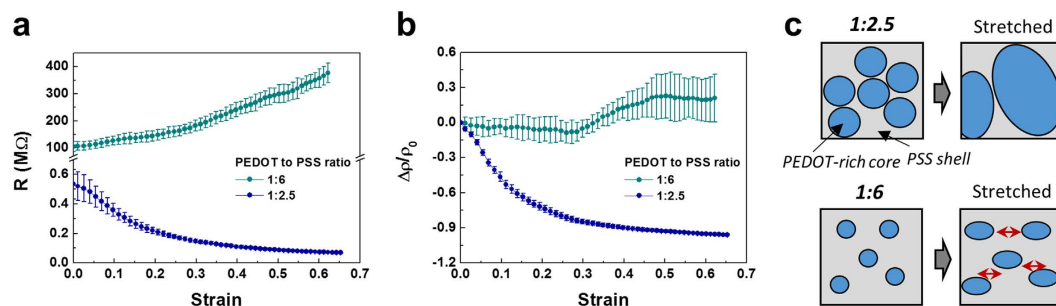 a
R (MΩ)
400
300
200
100
0.6
0.4
0.2
0.0
PEDOT to PSS ratio
1:6
1:2.5
0.0 0.1 0.2 0.3 0.4 0.5 0.6 0.7
Strain
b
Δρ/ρ0
0.6
0.3
0.0
-0.3
-0.6
-0.9
-1.2
PEDOT to PSS ratio
1:6
1:2.5
0.0 0.1 0.2 0.3 0.4 0.5 0.6 0.7
Strain
c
1:2.5 Stretched
PEDOT-rich core PSS shell
1:6 Stretched